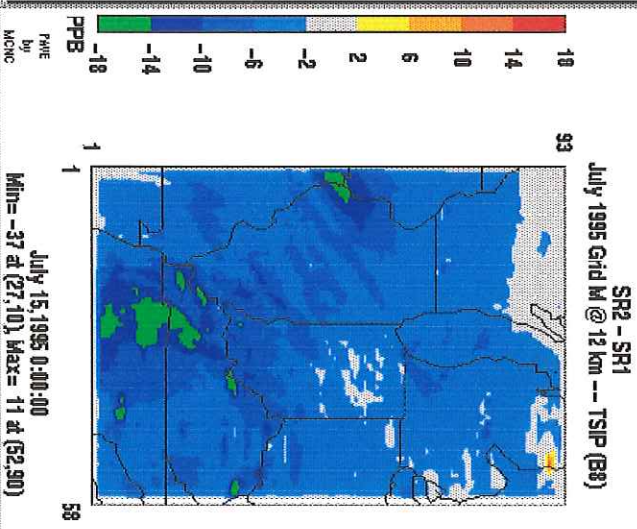 SR2 - SR1
July 1995 Grid M @ 12 km --- TSIP (B8)
18
14
10
6
2
-2
-6
-10
-14
-18
PPB
PAVE
by
MCNC
93
1
1
58
July 15,1995 0:00:00
Min= -37 at (27,10), Max= 11 at (52,90)